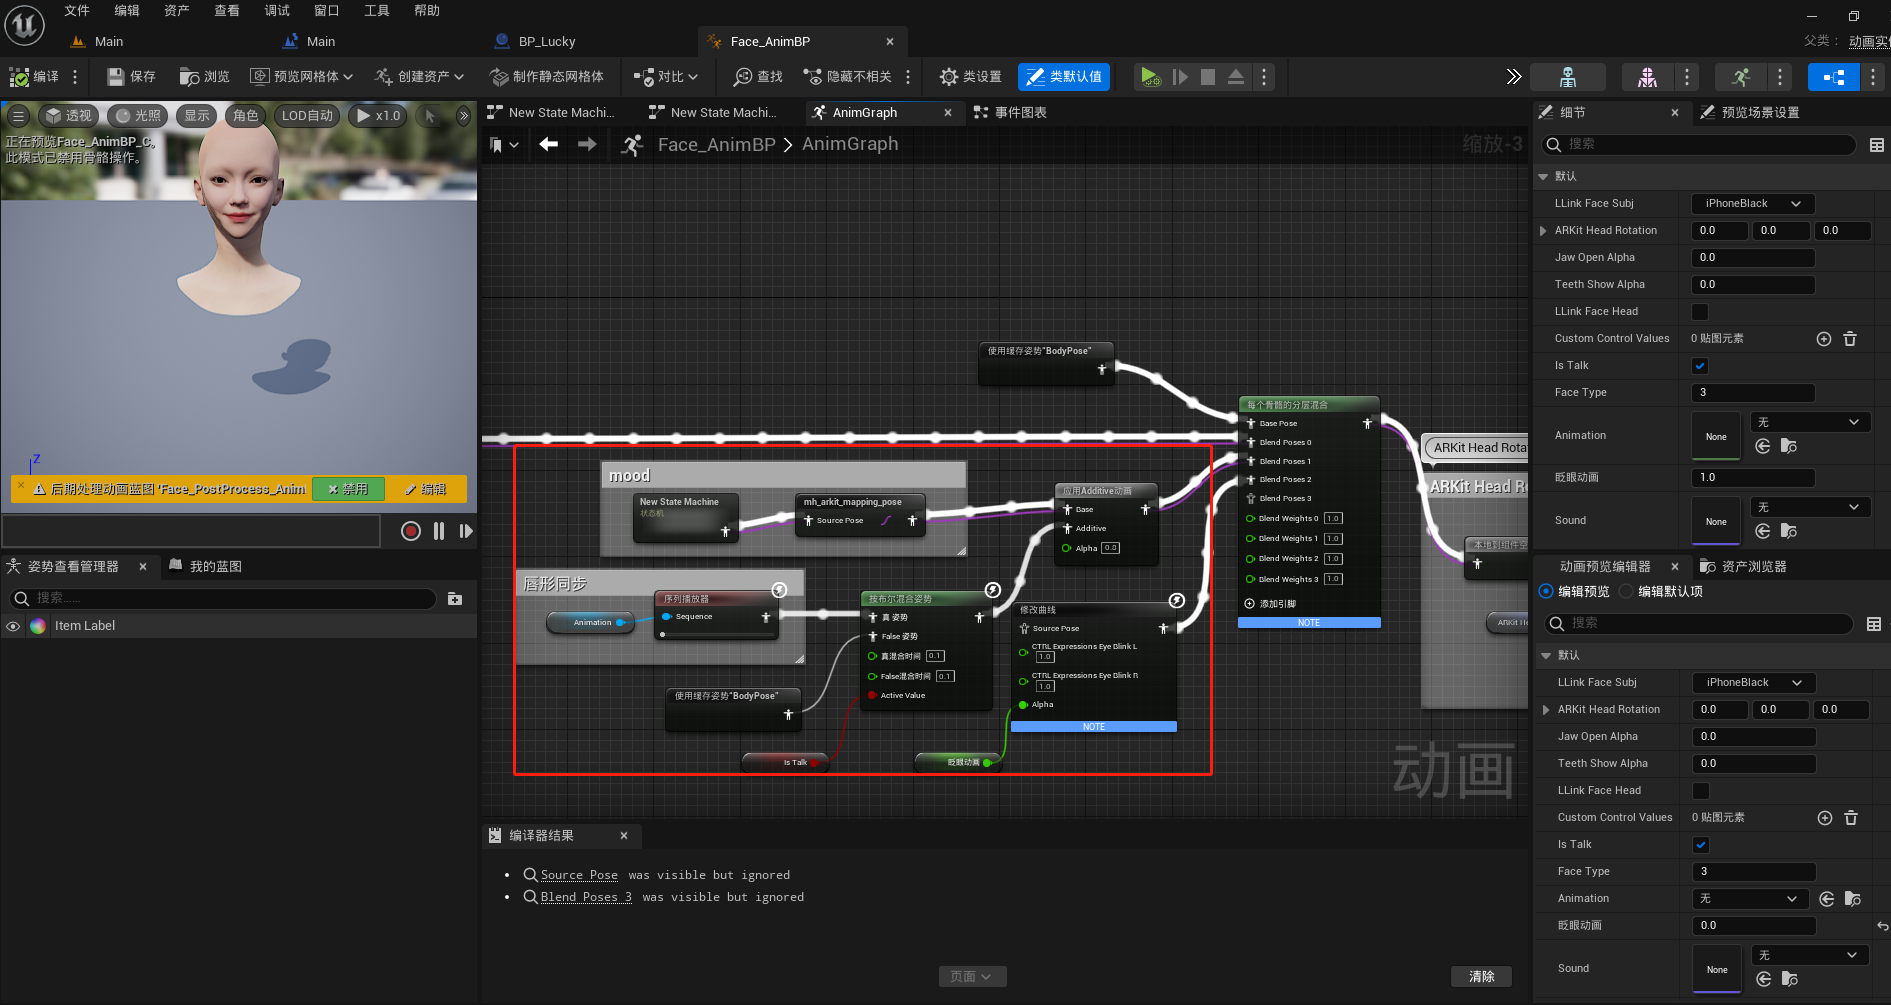 文件 编辑 资产 查看 调试 窗口 工具 帮助
Main
Main
BP_Lucky
Face_AnimBP
父类： 动画实
编译
保存
浏览
预览网格体
创建资产
制作静态网格体
对比
查找
隐藏不相关
类设置
类默认值
透视
光照
显示
角色
LOD自动
x1.0
正在预览Face_AnimBP_C。
此模式已禁用骨骼操作。
Z
后期处理动画蓝图 'Face_PostProcess_Anim
禁用
编辑
姿势查看管理器
我的蓝图
搜索......
Item Label
New State Machi...
New State Machi...
AnimGraph
事件图表
Face_AnimBP > AnimGraph
缩放-3
使用缓存姿势"BodyPose"
每个骨骼的分层混合
Base Pose
Blend Poses 0
Blend Poses 1
Blend Poses 2
Blend Poses 3
Blend Weights 0 1.0
Blend Weights 1 1.0
Blend Weights 2 1.0
Blend Weights 3 1.0
添加引脚
NOTE
ARKit Head Rota
ARKit Head Ro
本地到组件空
ARKit He
mood
New State Machine
状态机
mh_arkit_mapping_pose
Source Pose
应用Additive动画
Base
Additive
Alpha 0.0
唇形同步
Animation
序列播放器
Sequence
按布尔混合姿势
真 姿势
False 姿势
真混合时间 0.1
False混合时间 0.1
Active Value
使用缓存姿势"BodyPose"
Is Talk
修改曲线
Source Pose
CTRL Expressions Eye Blink L
1.0
CTRL Expressions Eye Blink R
1.0
Alpha
NOTE
眨眼动画
动画
编译器结果
Source Pose was visible but ignored
Blend Poses 3 was visible but ignored
页面
清除
细节
预览场景设置
搜索
默认
LLink Face Subj iPhoneBlack
ARKit Head Rotation 0.0 0.0 0.0
Jaw Open Alpha 0.0
Teeth Show Alpha 0.0
LLink Face Head
Custom Control Values 0 贴图元素
Is Talk
Face Type 3
Animation None 无
眨眼动画 1.0
Sound None 无
动画预览编辑器
资产浏览器
编辑预览
编辑默认项
搜索
默认
LLink Face Subj iPhoneBlack
ARKit Head Rotation 0.0 0.0 0.0
Jaw Open Alpha 0.0
Teeth Show Alpha 0.0
LLink Face Head
Custom Control Values 0 贴图元素
Is Talk
Face Type 3
Animation 无
眨眼动画 0.0
Sound None 无